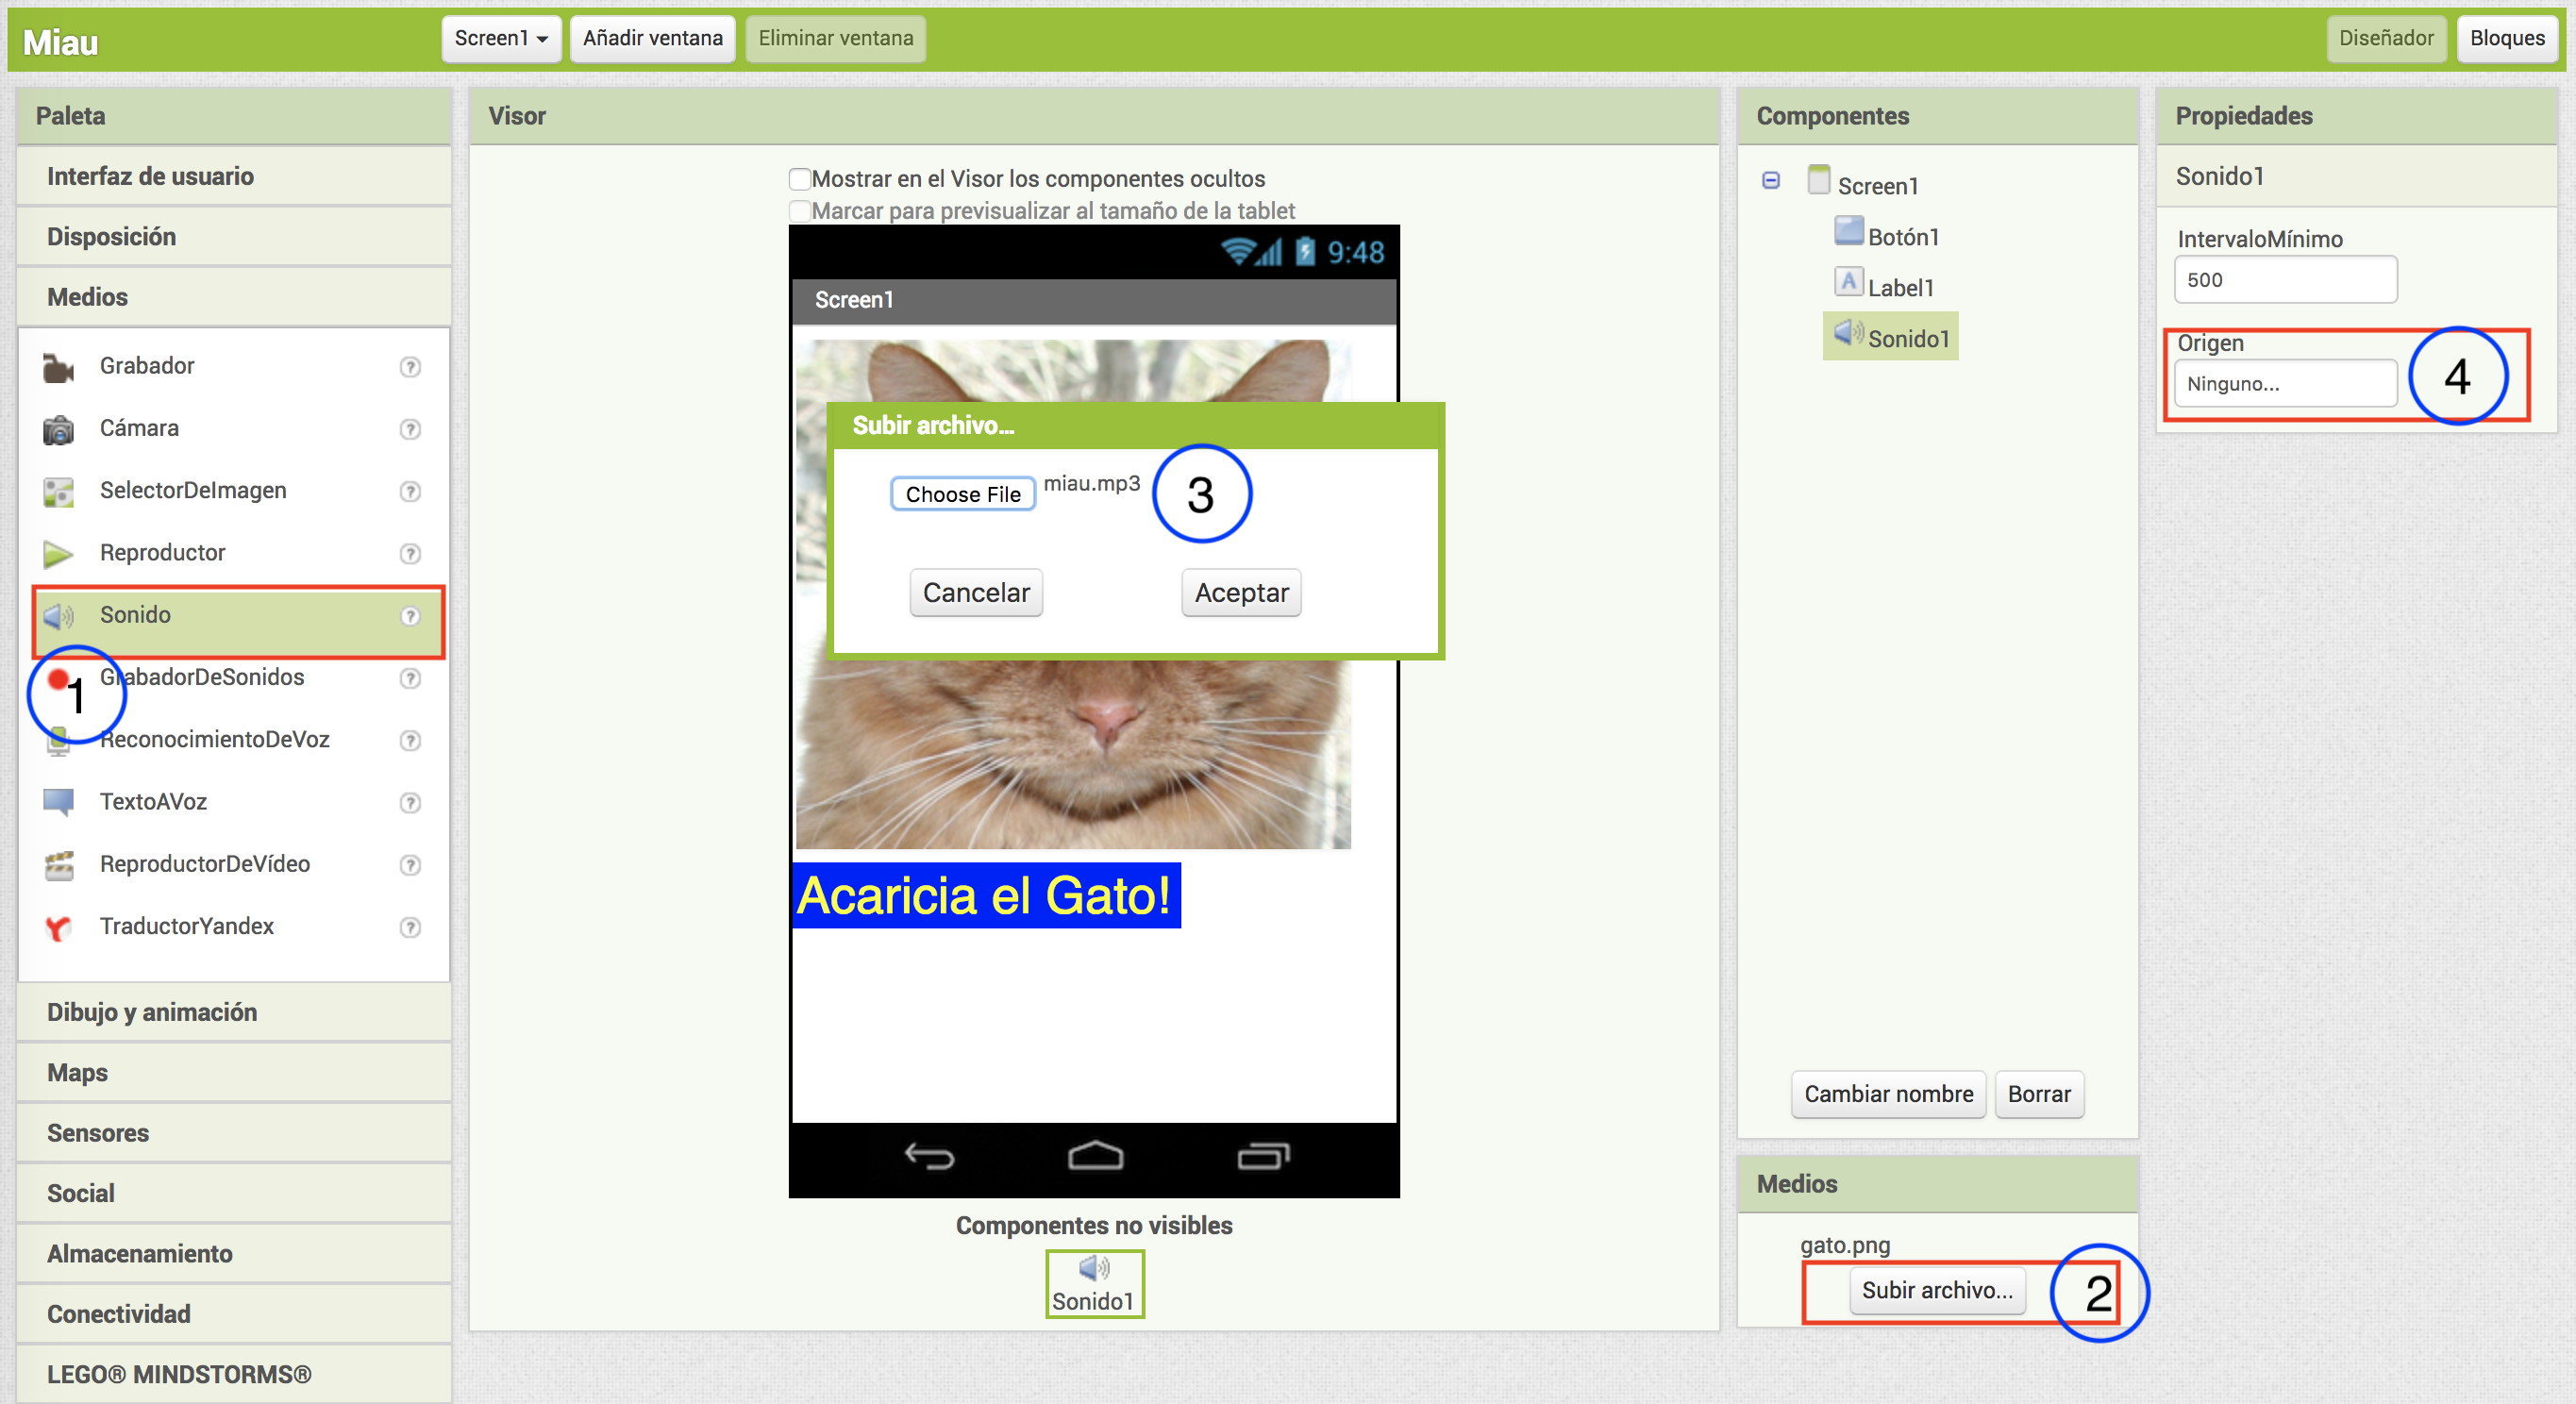 Miau
Screen1
Añadir ventana
Eliminar ventana
Diseñador
Bloques
Paleta
Interfaz de usuario
Disposición
Medios
Grabador
?
Cámara
?
SelectorDeImagen
?
Reproductor
?
Sonido
?
1
GrabadorDeSonidos
?
ReconocimientoDeVoz
?
TextoAVoz
?
ReproductorDeVídeo
?
TraductorYandex
?
Dibujo y animación
Maps
Sensores
Social
Almacenamiento
Conectividad
LEGO® MINDSTORMS®
Visor
Mostrar en el Visor los componentes ocultos
Marcar para previsualizar al tamaño de la tablet
9:48
Screen1
Subir archivo...
Choose File miau.mp3
3
Cancelar
Aceptar
Acaricia el Gato!
Componentes no visibles
Sonido1
Componentes
Screen1
Botón1
A
Label1
Sonido1
Cambiar nombre
Borrar
Medios
gato.png
Subir archivo...
2
Propiedades
Sonido1
IntervaloMínimo
500
Origen
Ninguno...
4